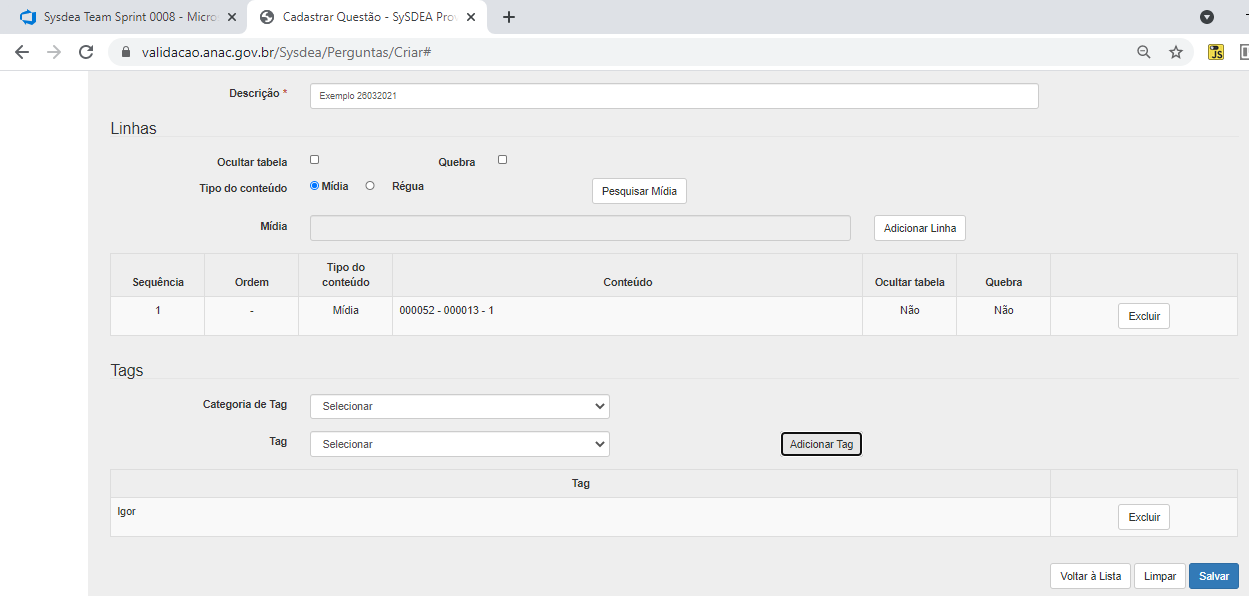 Sysdea Team Sprint 0008 - Micro
Cadastrar Questão - SySDEA Prov
validacao.anac.gov.br/Sysdea/Perguntas/Criar#
JS
Descrição *
Exemplo 26032021
Linhas
Ocultar tabela
Quebra
Tipo do conteúdo
Mídia
Régua
Pesquisar Mídia
Mídia
Adicionar Linha
Sequência
Ordem
Tipo do
conteúdo
Conteúdo
Ocultar tabela
Quebra
1
-
Mídia
000052 - 000013 - 1
Não
Não
Excluir
Tags
Categoria de Tag
Selecionar
Tag
Selecionar
Adicionar Tag
Tag
Igor
Excluir
Voltar à Lista
Limpar
Salvar